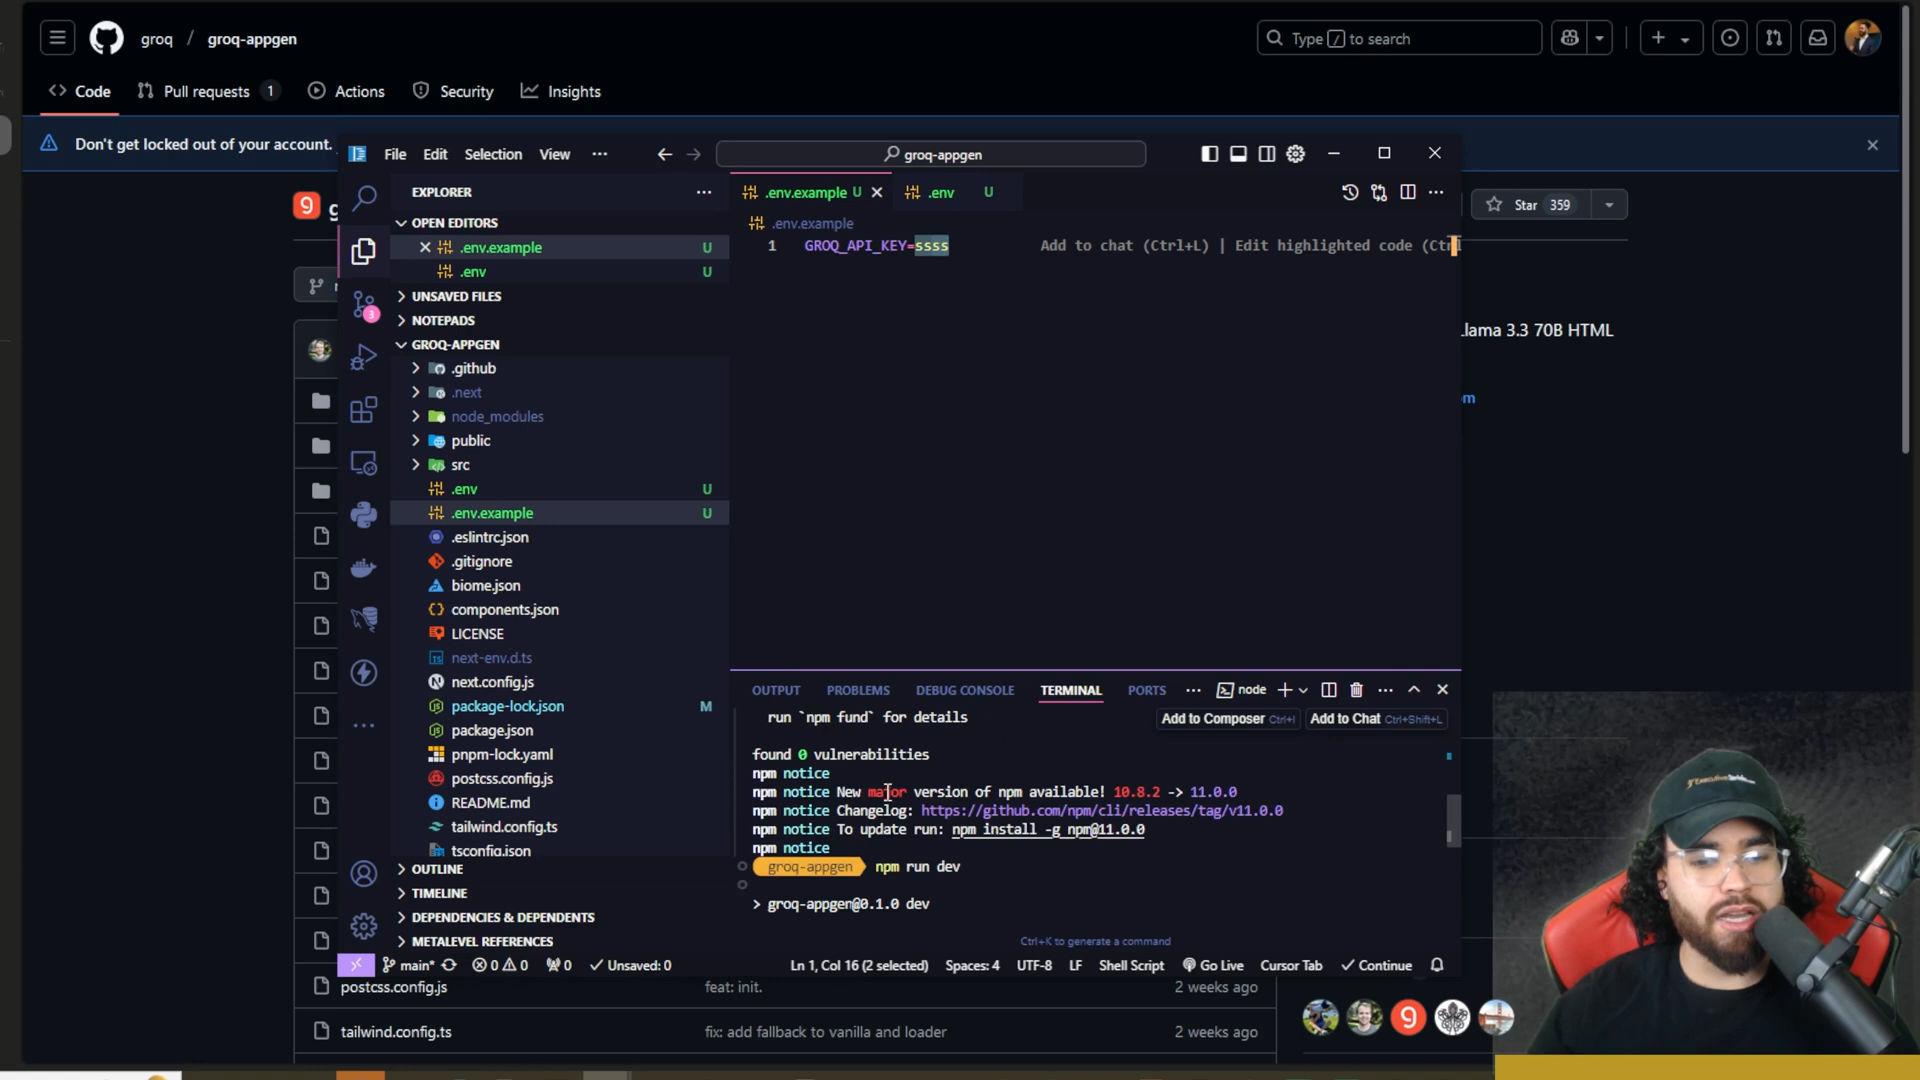 groq / groq-appgen
Type / to search
Code
Pull requests 1
Actions
Security
Insights
Don't get locked out of your account.
File Edit Selection View
groq-appgen
Star 359
EXPLORER
OPEN EDITORS
.env.example U
.env U
UNSAVED FILES
NOTEPADS
GROQ-APPGEN
.github
.next
node_modules
public
src
.env U
.env.example U
.eslintrc.json
.gitignore
biome.json
components.json
LICENSE
next-env.d.ts
next.config.js
package-lock.json M
package.json
pnpm-lock.yaml
postcss.config.js
README.md
tailwind.config.ts
tsconfig.json
OUTLINE
TIMELINE
DEPENDENCIES & DEPENDENTS
METALEVEL REFERENCES
3
.env.example U
.env U
.env.example
1 GROQ_API_KEY=ssss
Add to chat (Ctrl+L) | Edit highlighted code (Ctrl
Llama 3.3 70B HTML
om
OUTPUT PROBLEMS DEBUG CONSOLE TERMINAL PORTS
node
Add to Composer Ctrl+I
Add to Chat Ctrl+Shift+L
run `npm fund` for details
found 0 vulnerabilities
npm notice
npm notice New major version of npm available! 10.8.2 -> 11.0.0
npm notice Changelog: https://github.com/npm/cli/releases/tag/v11.0.0
npm notice To update run: npm install -g npm@11.0.0
npm notice
groq-appgen npm run dev
> groq-appgen@0.1.0 dev
Ctrl+K to generate a command
main* 0 0 0 Unsaved: 0
Ln 1, Col 16 (2 selected) Spaces: 4 UTF-8 LF Shell Script Go Live Cursor Tab Continue
postcss.config.js feat: init. 2 weeks ago
tailwind.config.ts fix: add fallback to vanilla and loader 2 weeks ago